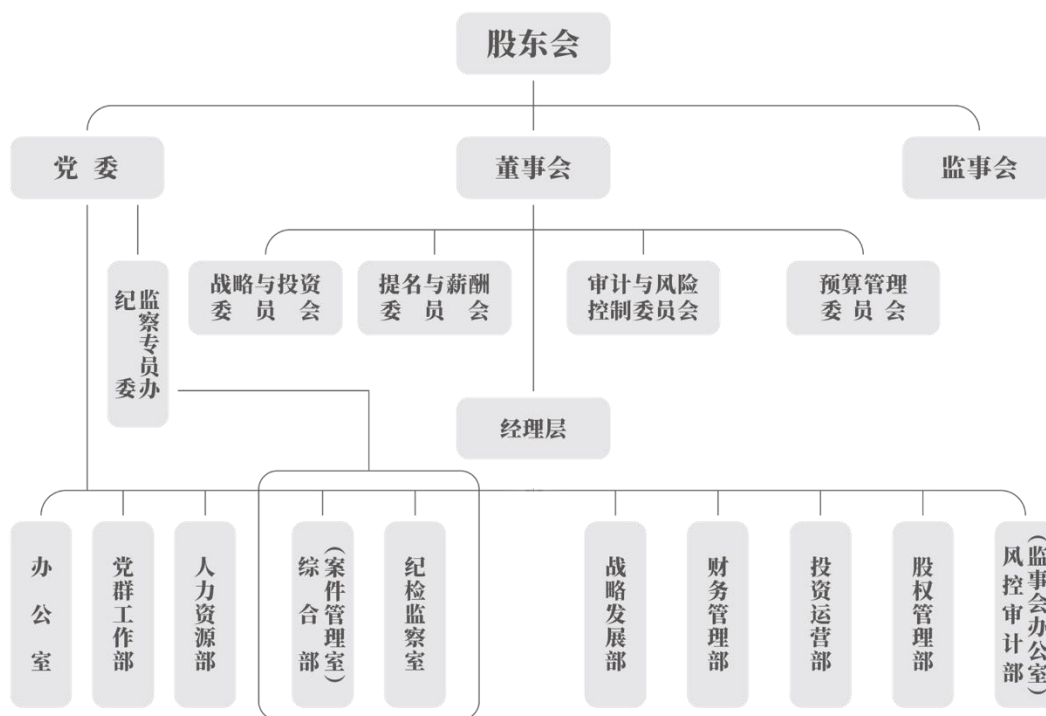 股东会
党 委
董事会
监事会
纪 委
监察专员办
战略与投资
委 员 会
提名与薪酬
委 员 会
审计与风险
控制委员会
预算管理
委 员 会
经理层
办 公 室
党群工作部
人力资源部
综 合 部
(案件管理室)
纪检监察室
战略发展部
财务管理部
投资运营部
股权管理部
风控审计部
(监事会办公室)